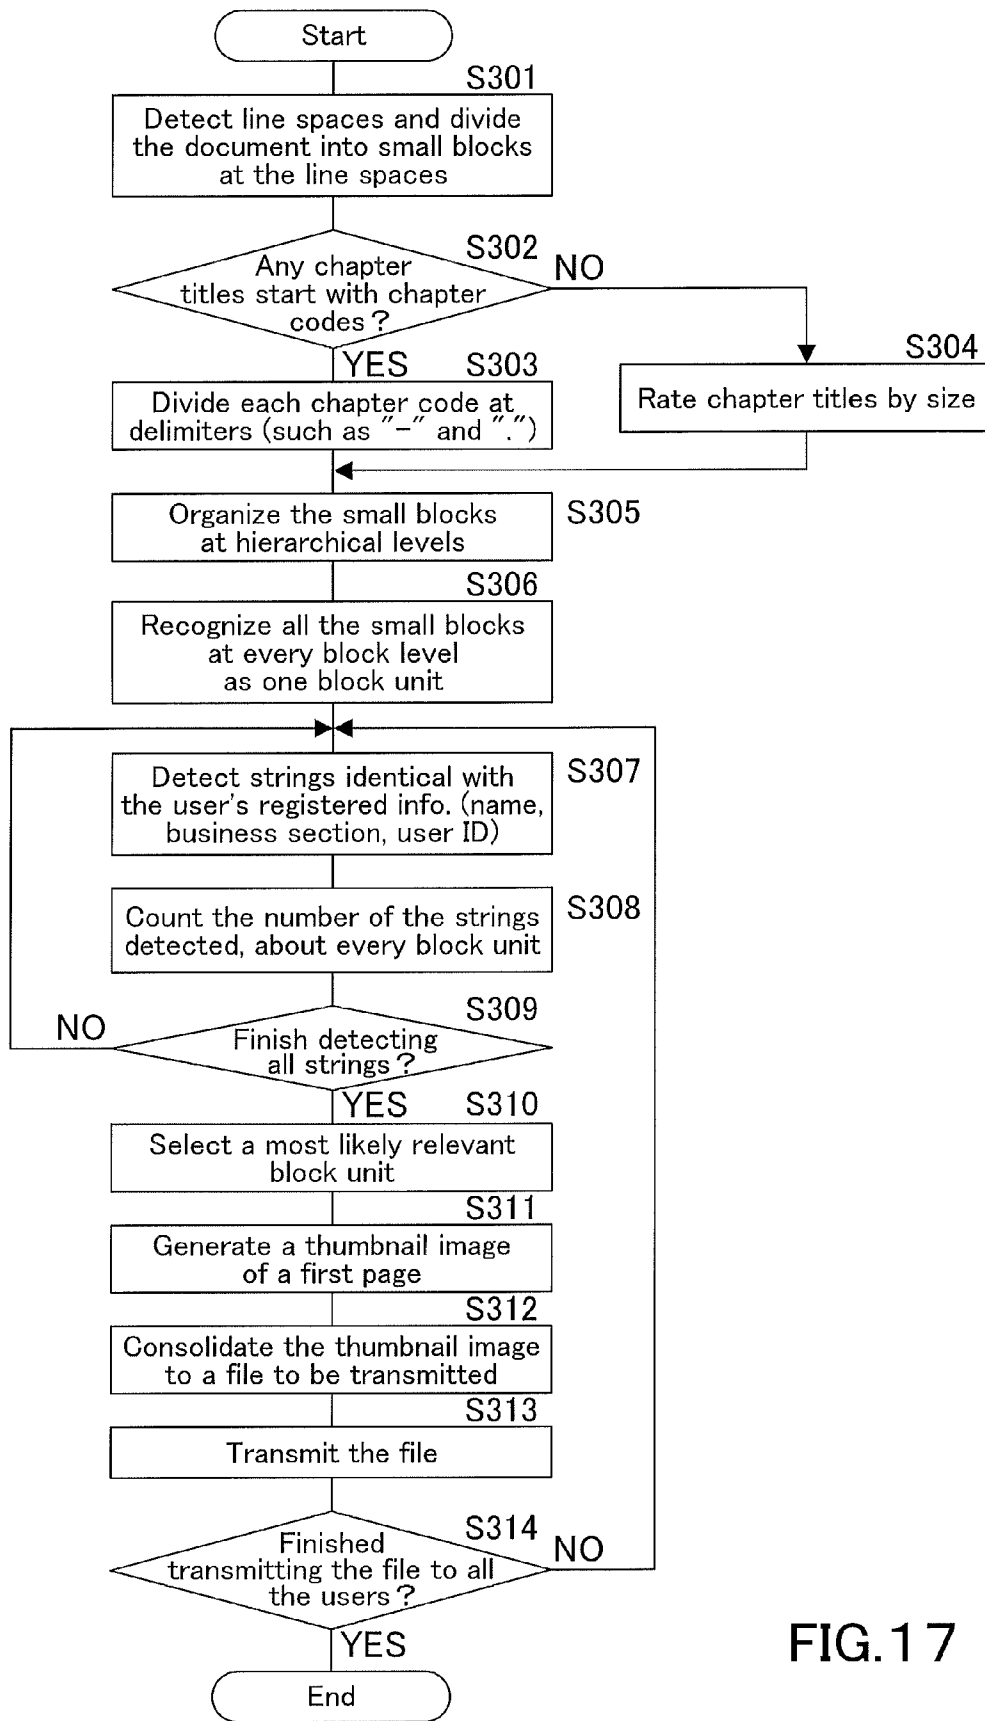 Start
S301
Detect line spaces and divide
the document into small blocks
at the line spaces
S302
Any chapter
titles start with chapter
codes?
NO
YES
S303
Divide each chapter code at
delimiters (such as "-" and ".")
S304
Rate chapter titles by size
Organize the small blocks
at hierarchical levels
S305
S306
Recognize all the small blocks
at every block level
as one block unit
Detect strings identical with
the user's registered info. (name,
business section, user ID)
S307
Count the number of the strings
detected, about every block unit
S308
S309
NO
Finish detecting
all strings?
YES
S310
Select a most likely relevant
block unit
S311
Generate a thumbnail image
of a first page
S312
Consolidate the thumbnail image
to a file to be transmitted
S313
Transmit the file
S314
Finished
transmitting the file to all
the users?
NO
YES
End
FIG.17